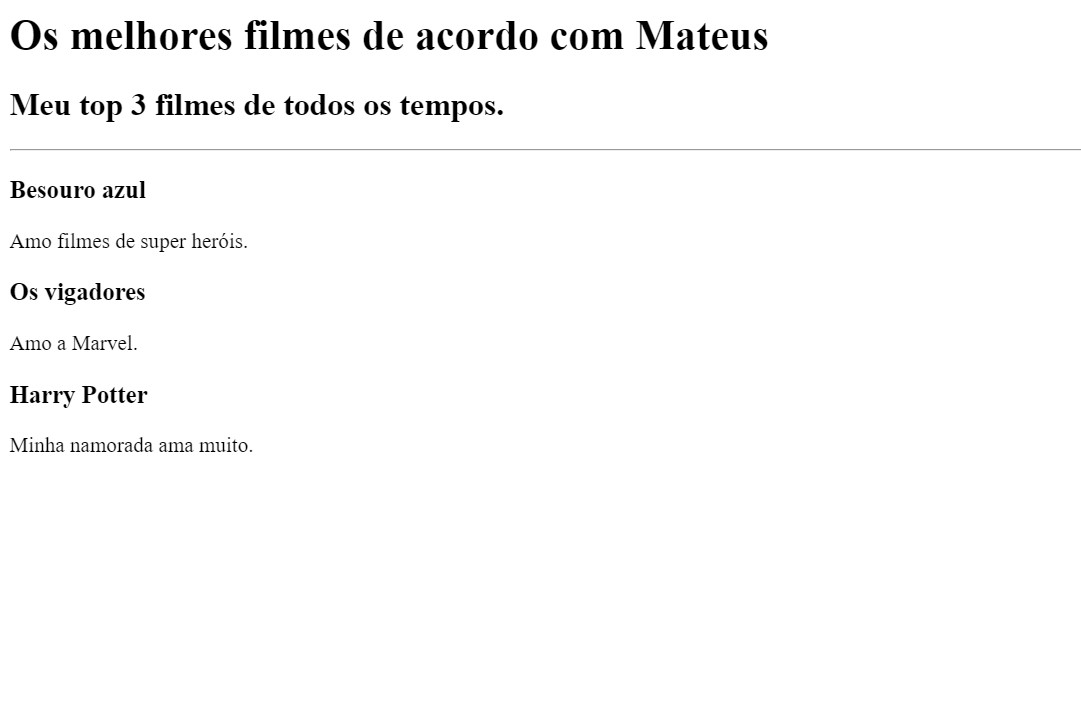 Os melhores filmes de acordo com Mateus
Meu top 3 filmes de todos os tempos.
Besouro azul
Amo filmes de super heróis.
Os vigadores
Amo a Marvel.
Harry Potter
Minha namorada ama muito.